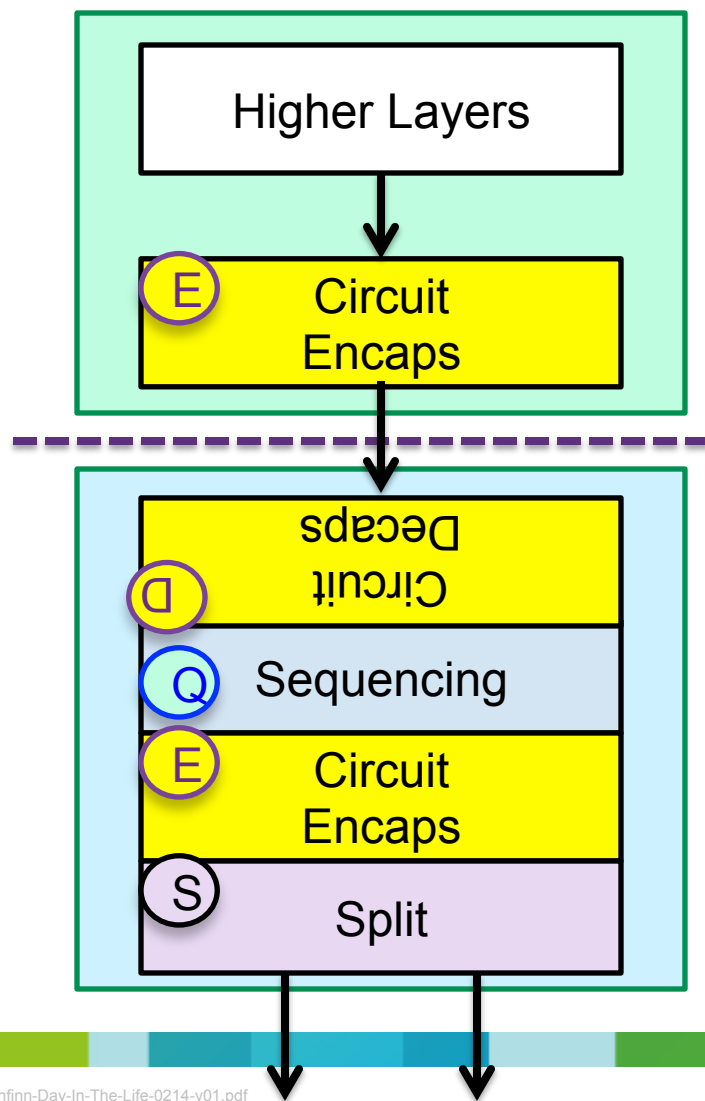 Higher Layers
E
Circuit
Encaps
Circuit
Decaps
D
Q
Sequencing
E
Circuit
Encaps
S
Split
nfinn-Day-In-The-Life-0214-v01.pdf